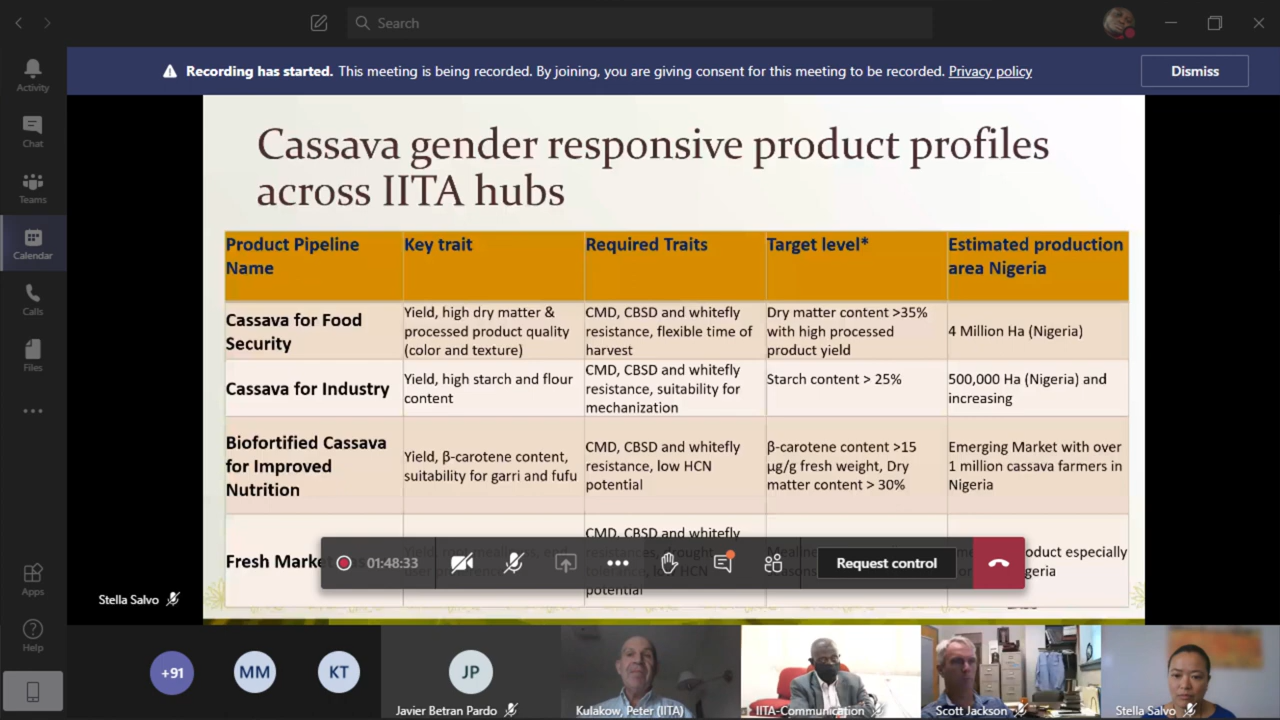 Search
Recording has started. This meeting is being recorded. By joining, you are giving consent for this meeting to be recorded. Privacy policy
Dismiss
Activity
Chat
Teams
Calendar
Calls
Files
Apps
Help
Cassava gender responsive product profiles
across IITA hubs
Product Pipeline
Name
Key trait
Required Traits
Target level*
Estimated production
area Nigeria
Cassava for Food
Security
Yield, high dry matter &
processed product quality
(color and texture)
CMD, CBSD and whitefly
resistance, flexible time of
harvest
Dry matter content >35%
with high processed
product yield
4 Million Ha (Nigeria)
Cassava for Industry
Yield, high starch and flour
content
CMD, CBSD and whitefly
resistance, suitability for
mechanization
Starch content > 25%
500,000 Ha (Nigeria) and
increasing
Biofortified Cassava
for Improved
Nutrition
Yield, β-carotene content,
suitability for garri and fufu
CMD, CBSD and whitefly
resistance, low HCN
potential
β-carotene content >15
µg/g fresh weight, Dry
matter content > 30%
Emerging Market with over
1 million cassava farmers in
Nigeria
Fresh Market
CMD, CBSD and whitefly
potential
especially
01:48:33
Request control
Stella Salvo
+91
MM
KT
JP
Javier Betran Pardo
Kulakow, Peter (IITA)
IITA-Communication
Scott Jackson
Stella Salvo